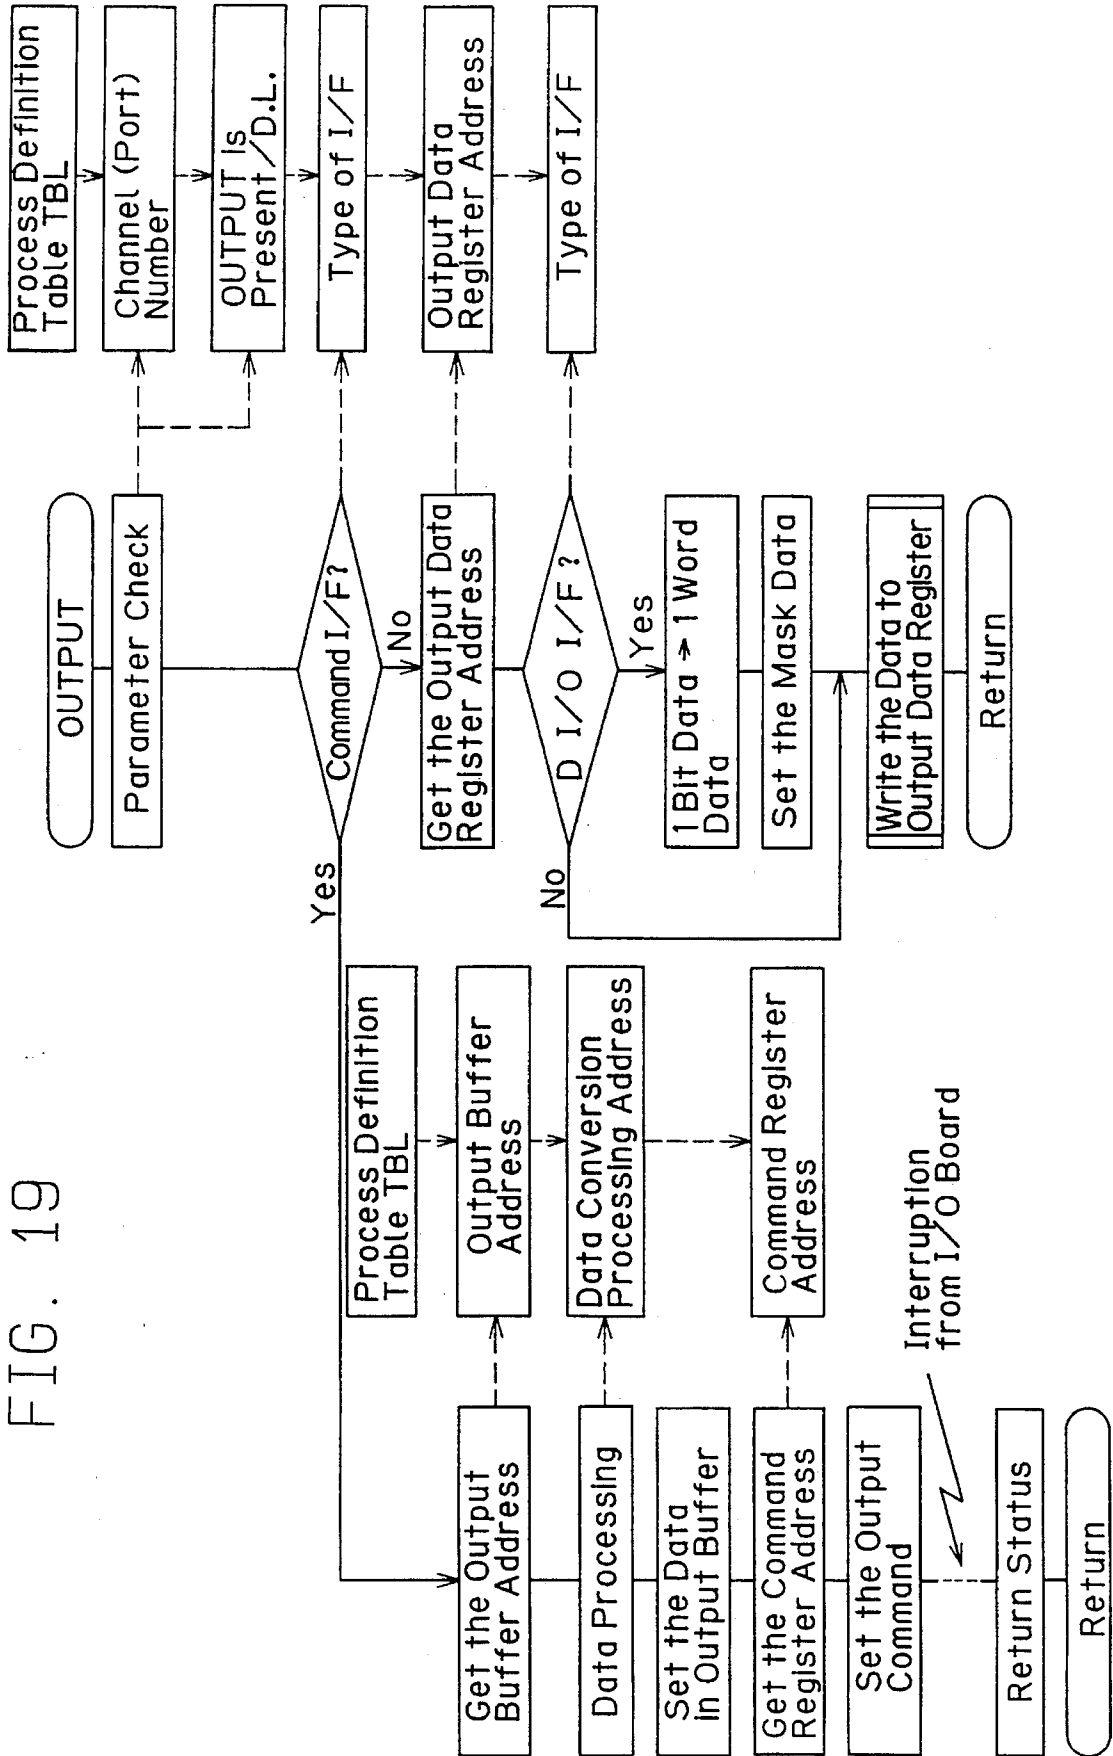 FIG. 19
OUTPUT
Parameter Check
Command I/F?
Yes
No
Get the Output Data
Register Address
D I/O I/F?
No
Yes
1 Bit Data → 1 Word
Data
Set the Mask Data
Write the Data to
Output Data Register
Return
Process Definition
Table TBL
Channel (Port)
Number
OUTPUT Is
Present/D.L.
Type of I/F
Output Data
Register Address
Type of I/F
Get the Output
Buffer Address
Data Processing
Set the Data
in Output Buffer
Get the Command
Register Address
Set the Output
Command
Return Status
Return
Process Definition
Table TBL
Output Buffer
Address
Data Conversion
Processing Address
Command Register
Address
Interruption
from I/O Board